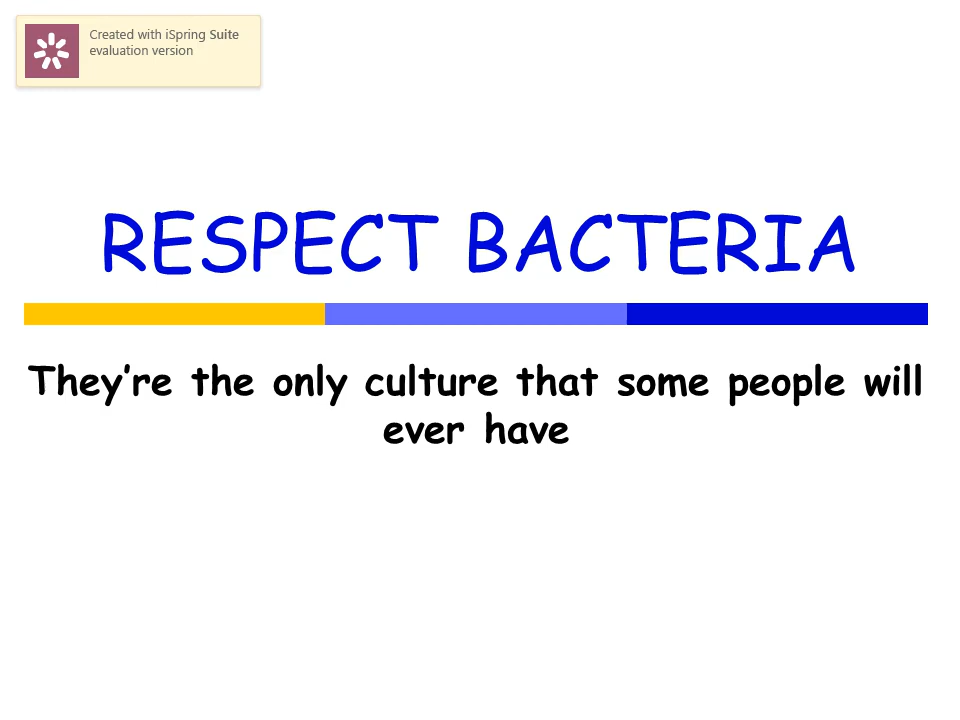 Created with iSpring Suite
evaluation version
RESPECT BACTERIA
They’re the only culture that some people will
ever have